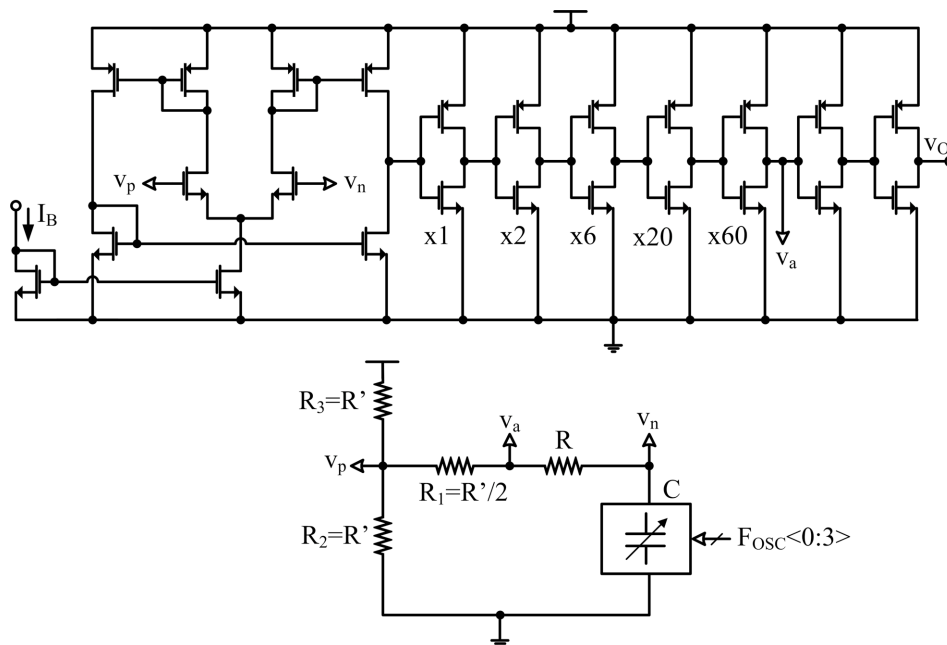 v_p
v_n
v_O
I_B
x1
x2
x6
x20
x60
v_a
R_3=R’
v_a
v_n
R
v_p
R_1=R’/2
C
R_2=R’
F_OSC<0:3>